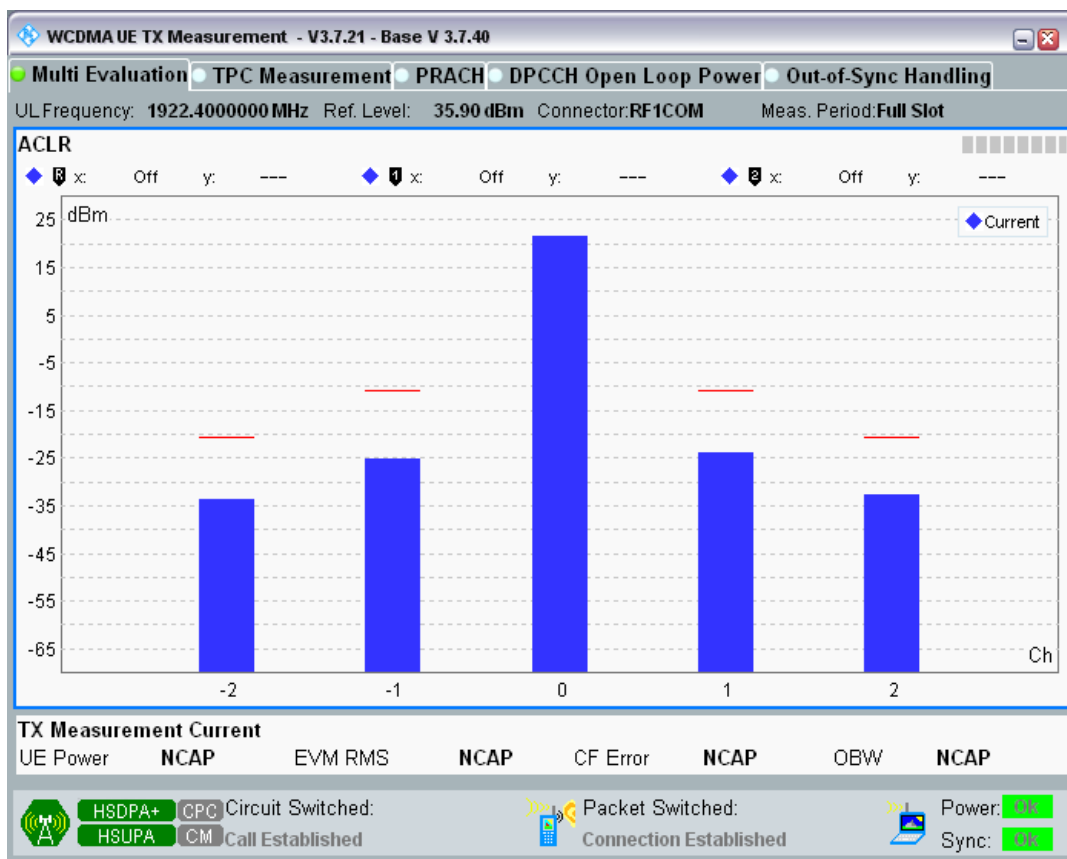 WCDMA UE TX Measurement - V3.7.21 - Base V 3.7.40
Multi Evaluation TPC Measurement PRACH DPCCH Open Loop Power Out-of-Sync Handling
UL Frequency: 1922.4000000 MHz Ref. Level: 35.90 dBm Connector:RF1COM Meas. Period:Full Slot
ACLR
R x: Off y: --- 1 x: Off y: --- 2 x: Off y: ---
dBm
Current
25
15
5
-5
-15
-25
-35
-45
-55
-65
Ch
-2 -1 0 1 2
TX Measurement Current
UE Power NCAP EVM RMS NCAP CF Error NCAP OBW NCAP
HSDPA+ CPC Circuit Switched: Packet Switched: Power: Ok
HSUPA CM Call Established Connection Established Sync: Ok